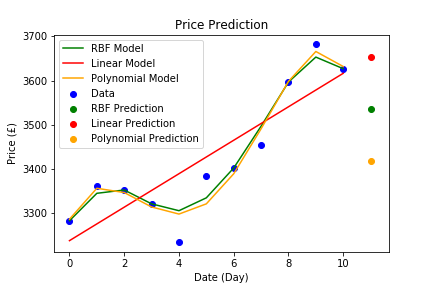 Price Prediction
3700
3600
3500
3400
3300
Price (£)
RBF Model
Linear Model
Polynomial Model
Data
RBF Prediction
Linear Prediction
Polynomial Prediction
0 2 4 6 8 10
Date (Day)